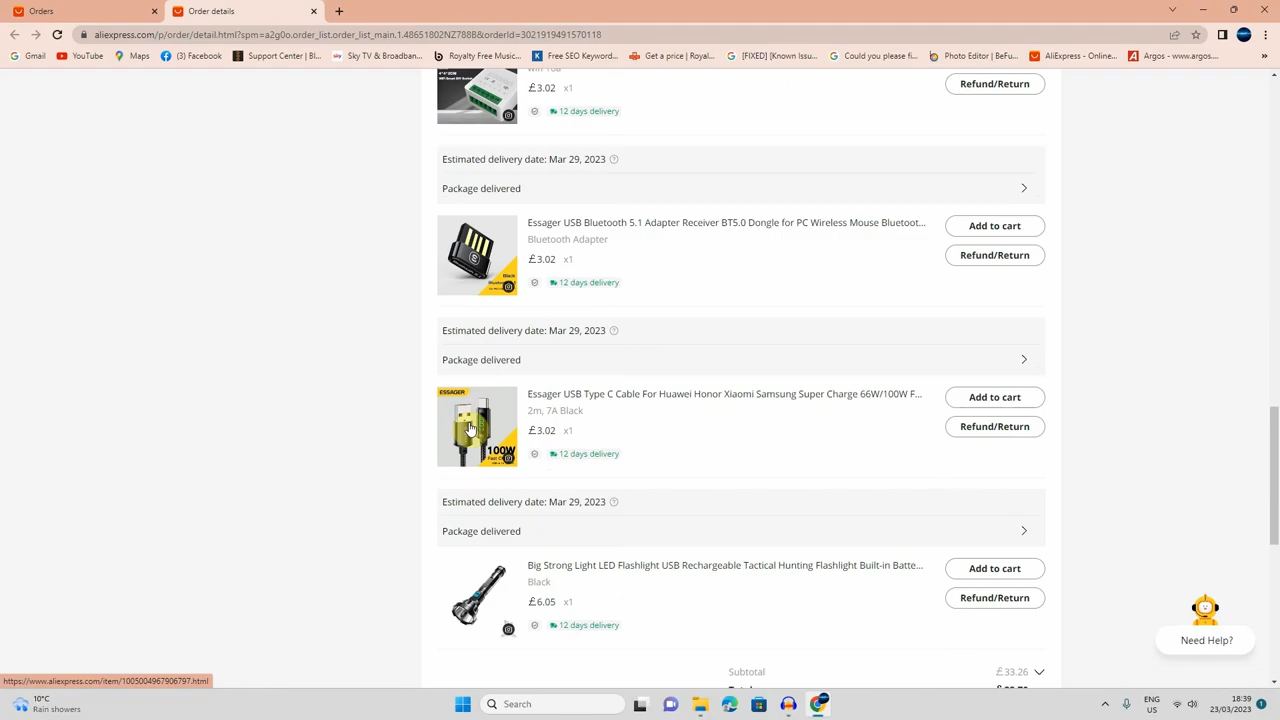 Orders
Order details
aliexpress.com/p/order/detail.html?spm=a2g0o.order_list.order_list_main.1.48651802NZ788B&orderId=3021919491570118
Gmail
YouTube
Maps
(3) Facebook
Support Center | Bl...
sky
Sky TV & Broadban...
Royalty Free Music...
Free SEO Keyword...
Get a price | Royal...
[FIXED] [Known Issu...
Could you please fi...
Photo Editor | BeFu...
AliExpress - Online...
Argos - www.argos...
£3.02 x1
12 days delivery
Refund/Return
Estimated delivery date: Mar 29, 2023
Package delivered
Essager USB Bluetooth 5.1 Adapter Receiver BT5.0 Dongle for PC Wireless Mouse Bluetoot...
Bluetooth Adapter
£3.02 x1
12 days delivery
Add to cart
Refund/Return
Estimated delivery date: Mar 29, 2023
Package delivered
ESSAGER
100W
Essager USB Type C Cable For Huawei Honor Xiaomi Samsung Super Charge 66W/100W F...
2m, 7A Black
£3.02 x1
12 days delivery
Add to cart
Refund/Return
Estimated delivery date: Mar 29, 2023
Package delivered
Big Strong Light LED Flashlight USB Rechargeable Tactical Hunting Flashlight Built-in Batte...
Black
£6.05 x1
12 days delivery
Add to cart
Refund/Return
Subtotal
£33.26
Need Help?
https://www.aliexpress.com/item/1005004967906797.html
10°C
Rain showers
Search
ENG
US
18:39
23/03/2023